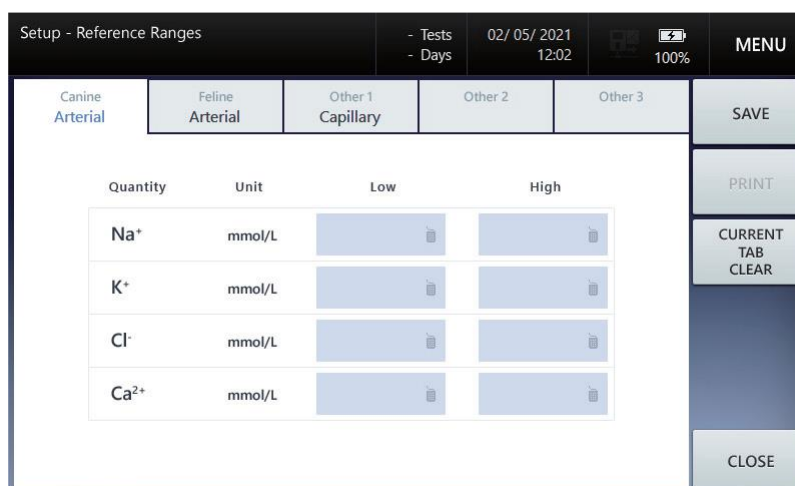 Setup - Reference Ranges
- Tests
- Days
02/ 05/ 2021
12:02
100%
MENU
Canine
Arterial
Feline
Arterial
Other 1
Capillary
Other 2
Other 3
SAVE
PRINT
CURRENT
TAB
CLEAR
Quantity Unit Low High
Na⁺ mmol/L
K⁺ mmol/L
Cl⁻ mmol/L
Ca²⁺ mmol/L
CLOSE